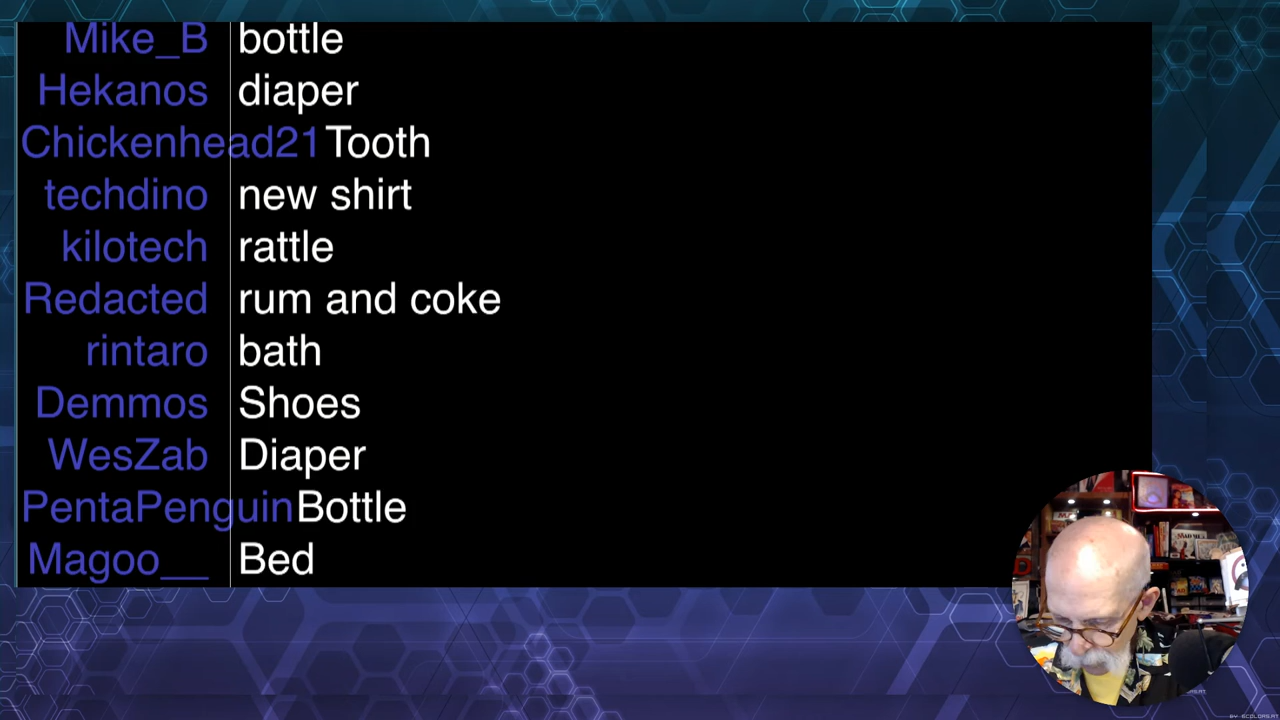 Mike_B bottle
Hekanos diaper
Chickenhead21 Tooth
techdino new shirt
kilotech rattle
Redacted rum and coke
rintaro bath
Demmos Shoes
WesZab Diaper
PentaPenguin Bottle
Magoo__ Bed